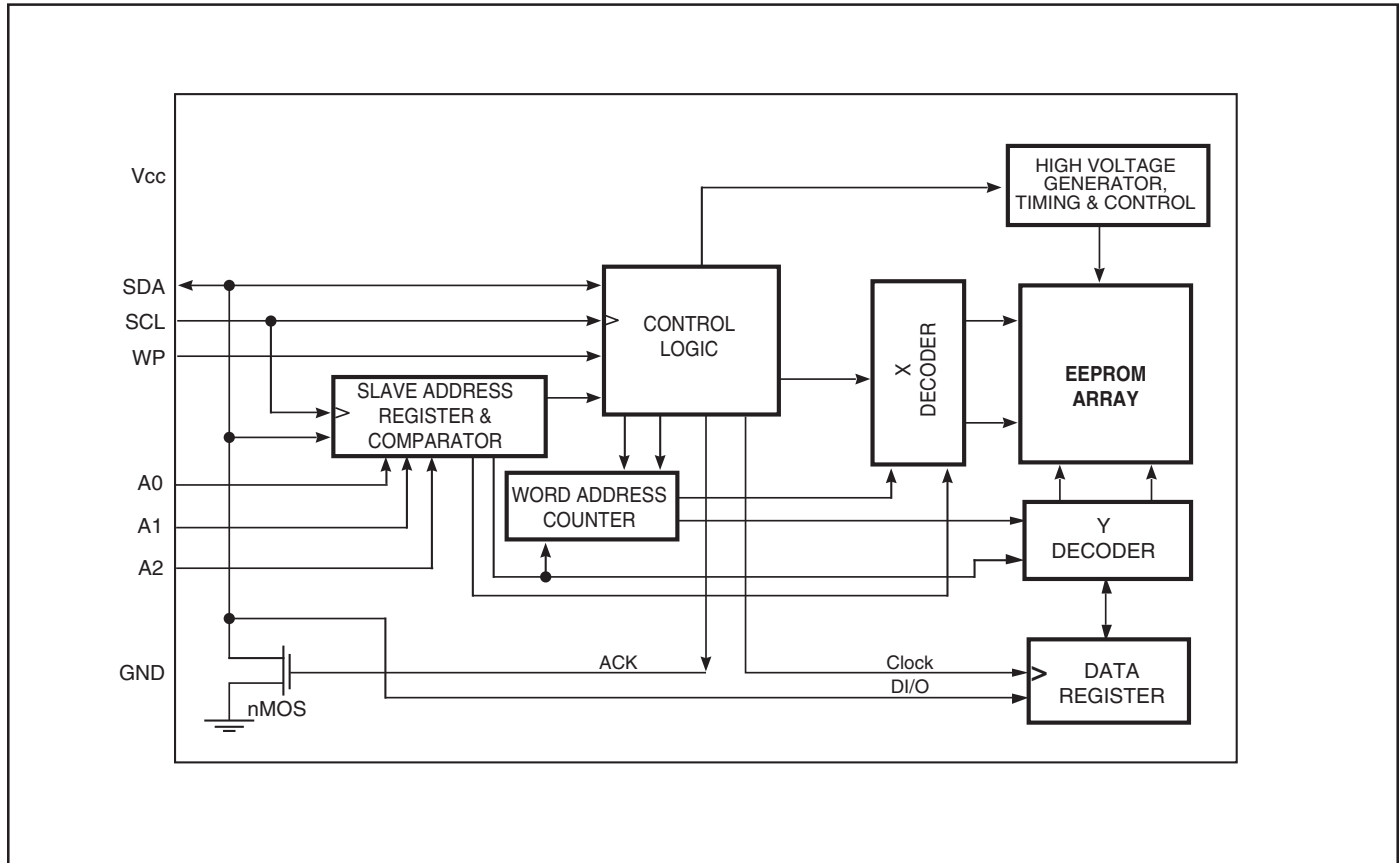 Vcc
HIGH VOLTAGE
GENERATOR,
TIMING & CONTROL
SDA
SCL
WP
CONTROL
LOGIC
X
DECODER
EEPROM
ARRAY
SLAVE ADDRESS
REGISTER &
COMPARATOR
A0
A1
A2
WORD ADDRESS
COUNTER
Y
DECODER
GND
nMOS
ACK
Clock
DI/O
DATA
REGISTER